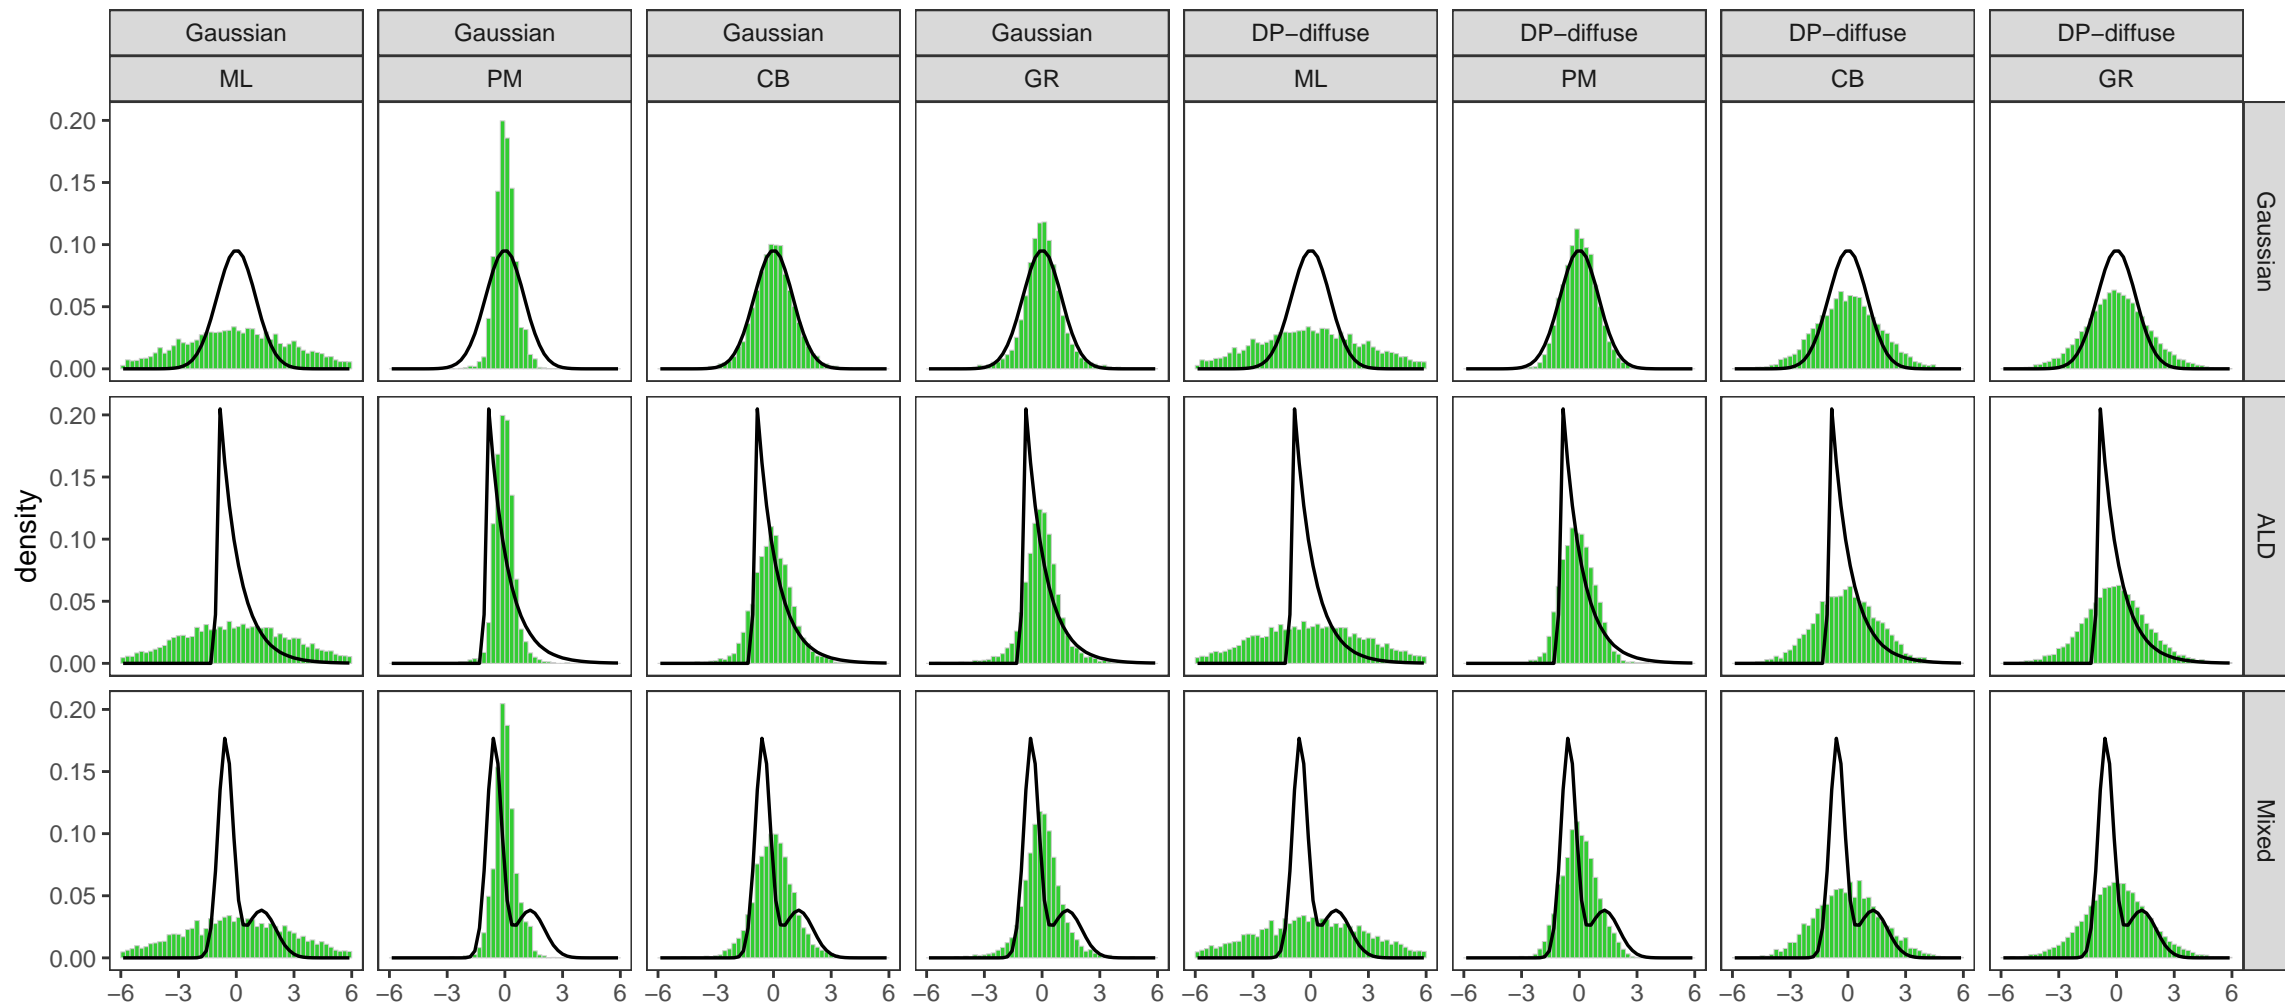 Gaussian Gaussian Gaussian Gaussian DP−diffuse DP−diffuse DP−diffuse DP−diffuse
ML PM CB GR ML PM CB GR
0.20
0.15
0.10
0.05
0.00
Gaussian
0.20
0.15
0.10
0.05
0.00
ALD
density
0.20
0.15
0.10
0.05
0.00
Mixed
−6 −3 0 3 6 −6 −3 0 3 6 −6 −3 0 3 6 −6 −3 0 3 6 −6 −3 0 3 6 −6 −3 0 3 6 −6 −3 0 3 6 −6 −3 0 3 6